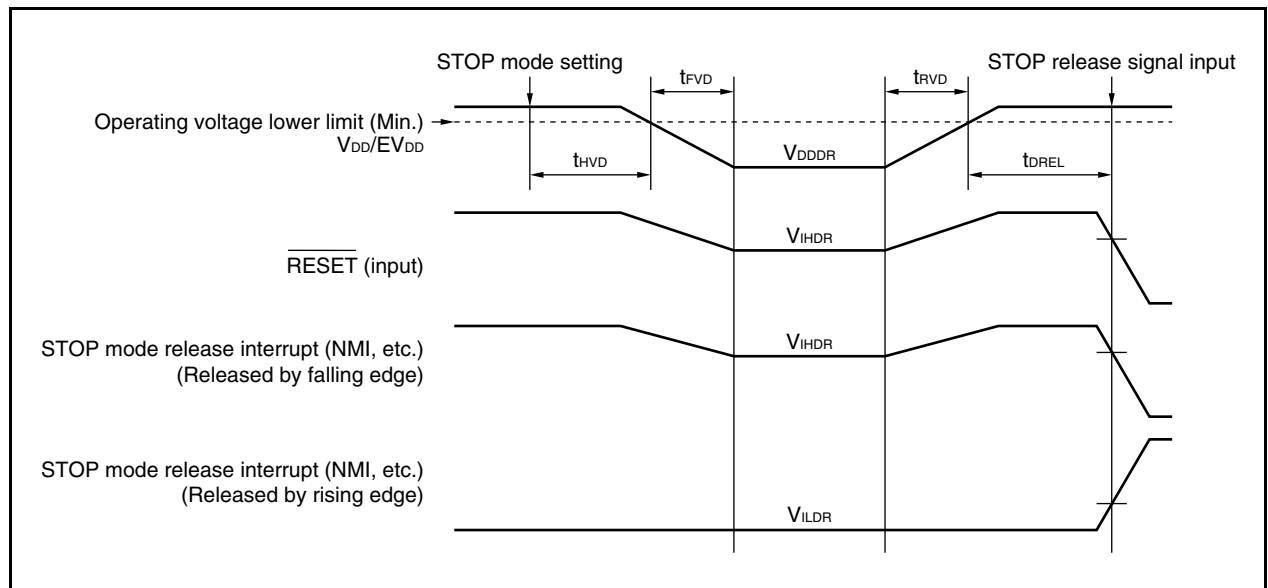 STOP mode setting
STOP release signal input
tFVD
tRVD
Operating voltage lower limit (Min.)
VDD/EVDD
VDDDR
tHVD
tDREL
VIHDR
RESET (input)
VIHDR
STOP mode release interrupt (NMI, etc.)
(Released by falling edge)
STOP mode release interrupt (NMI, etc.)
(Released by rising edge)
VILDR